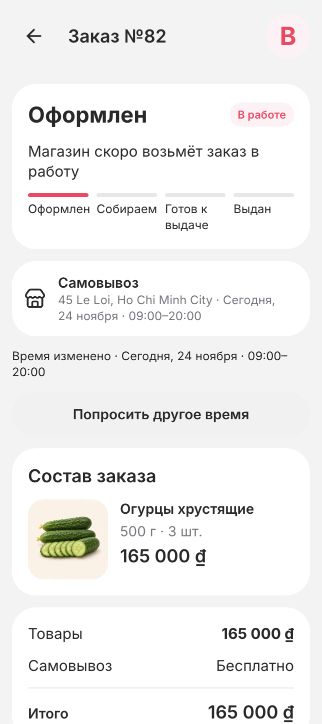 Заказ №82
B
Оформлен
В работе
Магазин скоро возьмёт заказ в
работу
Оформлен
Собираем
Готов к
выдаче
Выдан
Самовывоз
45 Le Loi, Ho Chi Minh City · Сегодня,
24 ноября · 09:00–20:00
Время изменено · Сегодня, 24 ноября · 09:00–
20:00
Попросить другое время
Состав заказа
Огурцы хрустящие
500 г · 3 шт.
165 000 ₫
Товары 165 000 ₫
Самовывоз Бесплатно
Итого 165 000 ₫